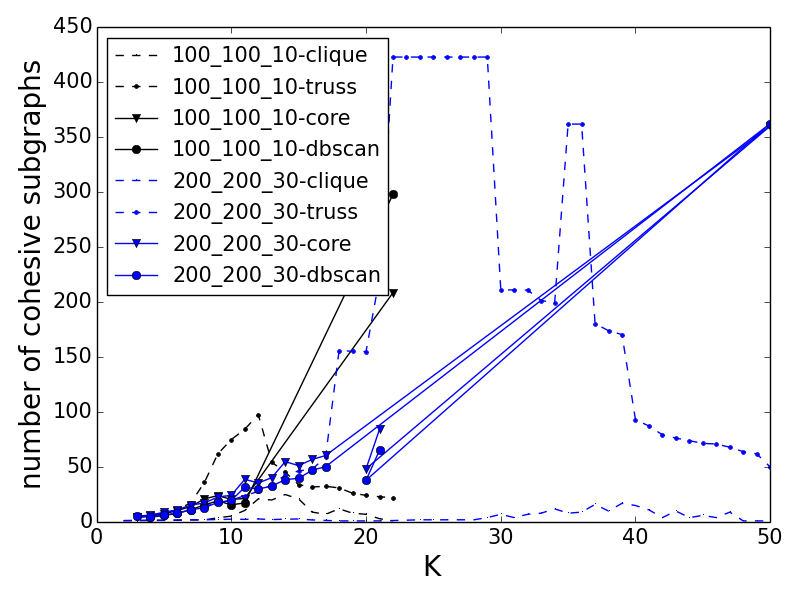 450
400
350
300
250
200
150
100
50
0
number of cohesive subgraphs
100_100_10-clique
100_100_10-truss
100_100_10-core
100_100_10-dbscan
200_200_30-clique
200_200_30-truss
200_200_30-core
200_200_30-dbscan
0 10 20 30 40 50
K